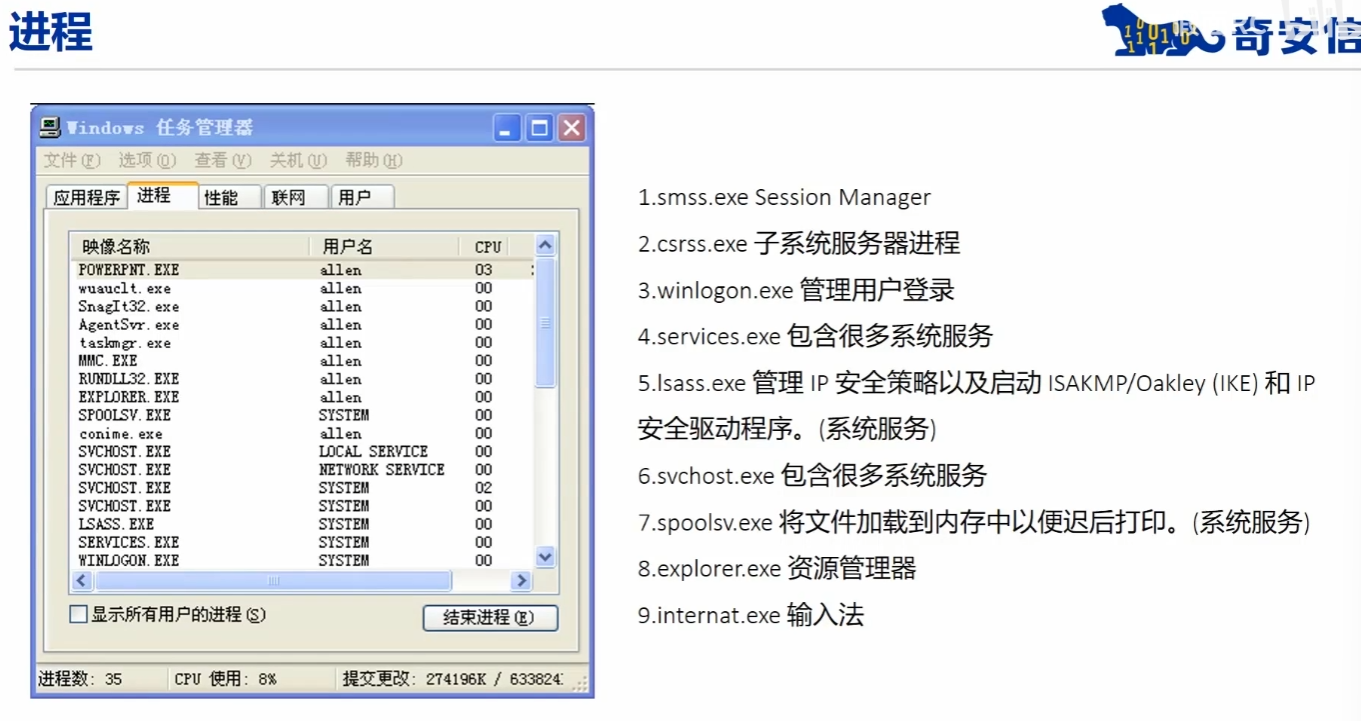 进程
奇安信
Windows 任务管理器
文件(F) 选项(O) 查看(V) 关机(U) 帮助(H)
应用程序 进程 性能 联网 用户
映像名称 用户名 CPU
POWERPNT.EXE allen 03
wuauclt.exe allen 00
SnagIt32.exe allen 00
AgentSvr.exe allen 00
taskmgr.exe allen 00
MMC.EXE allen 00
RUNDLL32.EXE allen 00
EXPLORER.EXE allen 00
SPOOLSV.EXE SYSTEM 00
conime.exe allen 00
SVCHOST.EXE LOCAL SERVICE 00
SVCHOST.EXE NETWORK SERVICE 00
SVCHOST.EXE SYSTEM 02
SVCHOST.EXE SYSTEM 00
LSASS.EXE SYSTEM 00
SERVICES.EXE SYSTEM 00
WINLOGON.EXE SYSTEM 00
显示所有用户的进程(S)
结束进程(E)
进程数: 35 CPU 使用: 8% 提交更改: 274196K / 633824
1.smss.exe Session Manager
2.csrss.exe 子系统服务器进程
3.winlogon.exe 管理用户登录
4.services.exe 包含很多系统服务
5.lsass.exe 管理 IP 安全策略以及启动 ISAKMP/Oakley (IKE) 和 IP
安全驱动程序。(系统服务)
6.svchost.exe 包含很多系统服务
7.spoolsv.exe 将文件加载到内存中以便迟后打印。(系统服务)
8.explorer.exe 资源管理器
9.internat.exe 输入法